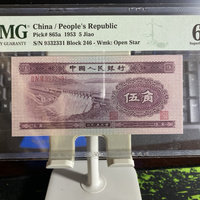 MG
China / People's Republic
Pick# 865a 1953 5 Jiao
S/N 9332331 Block 246 - Wmk: Open Star
中国人民银行
伍角